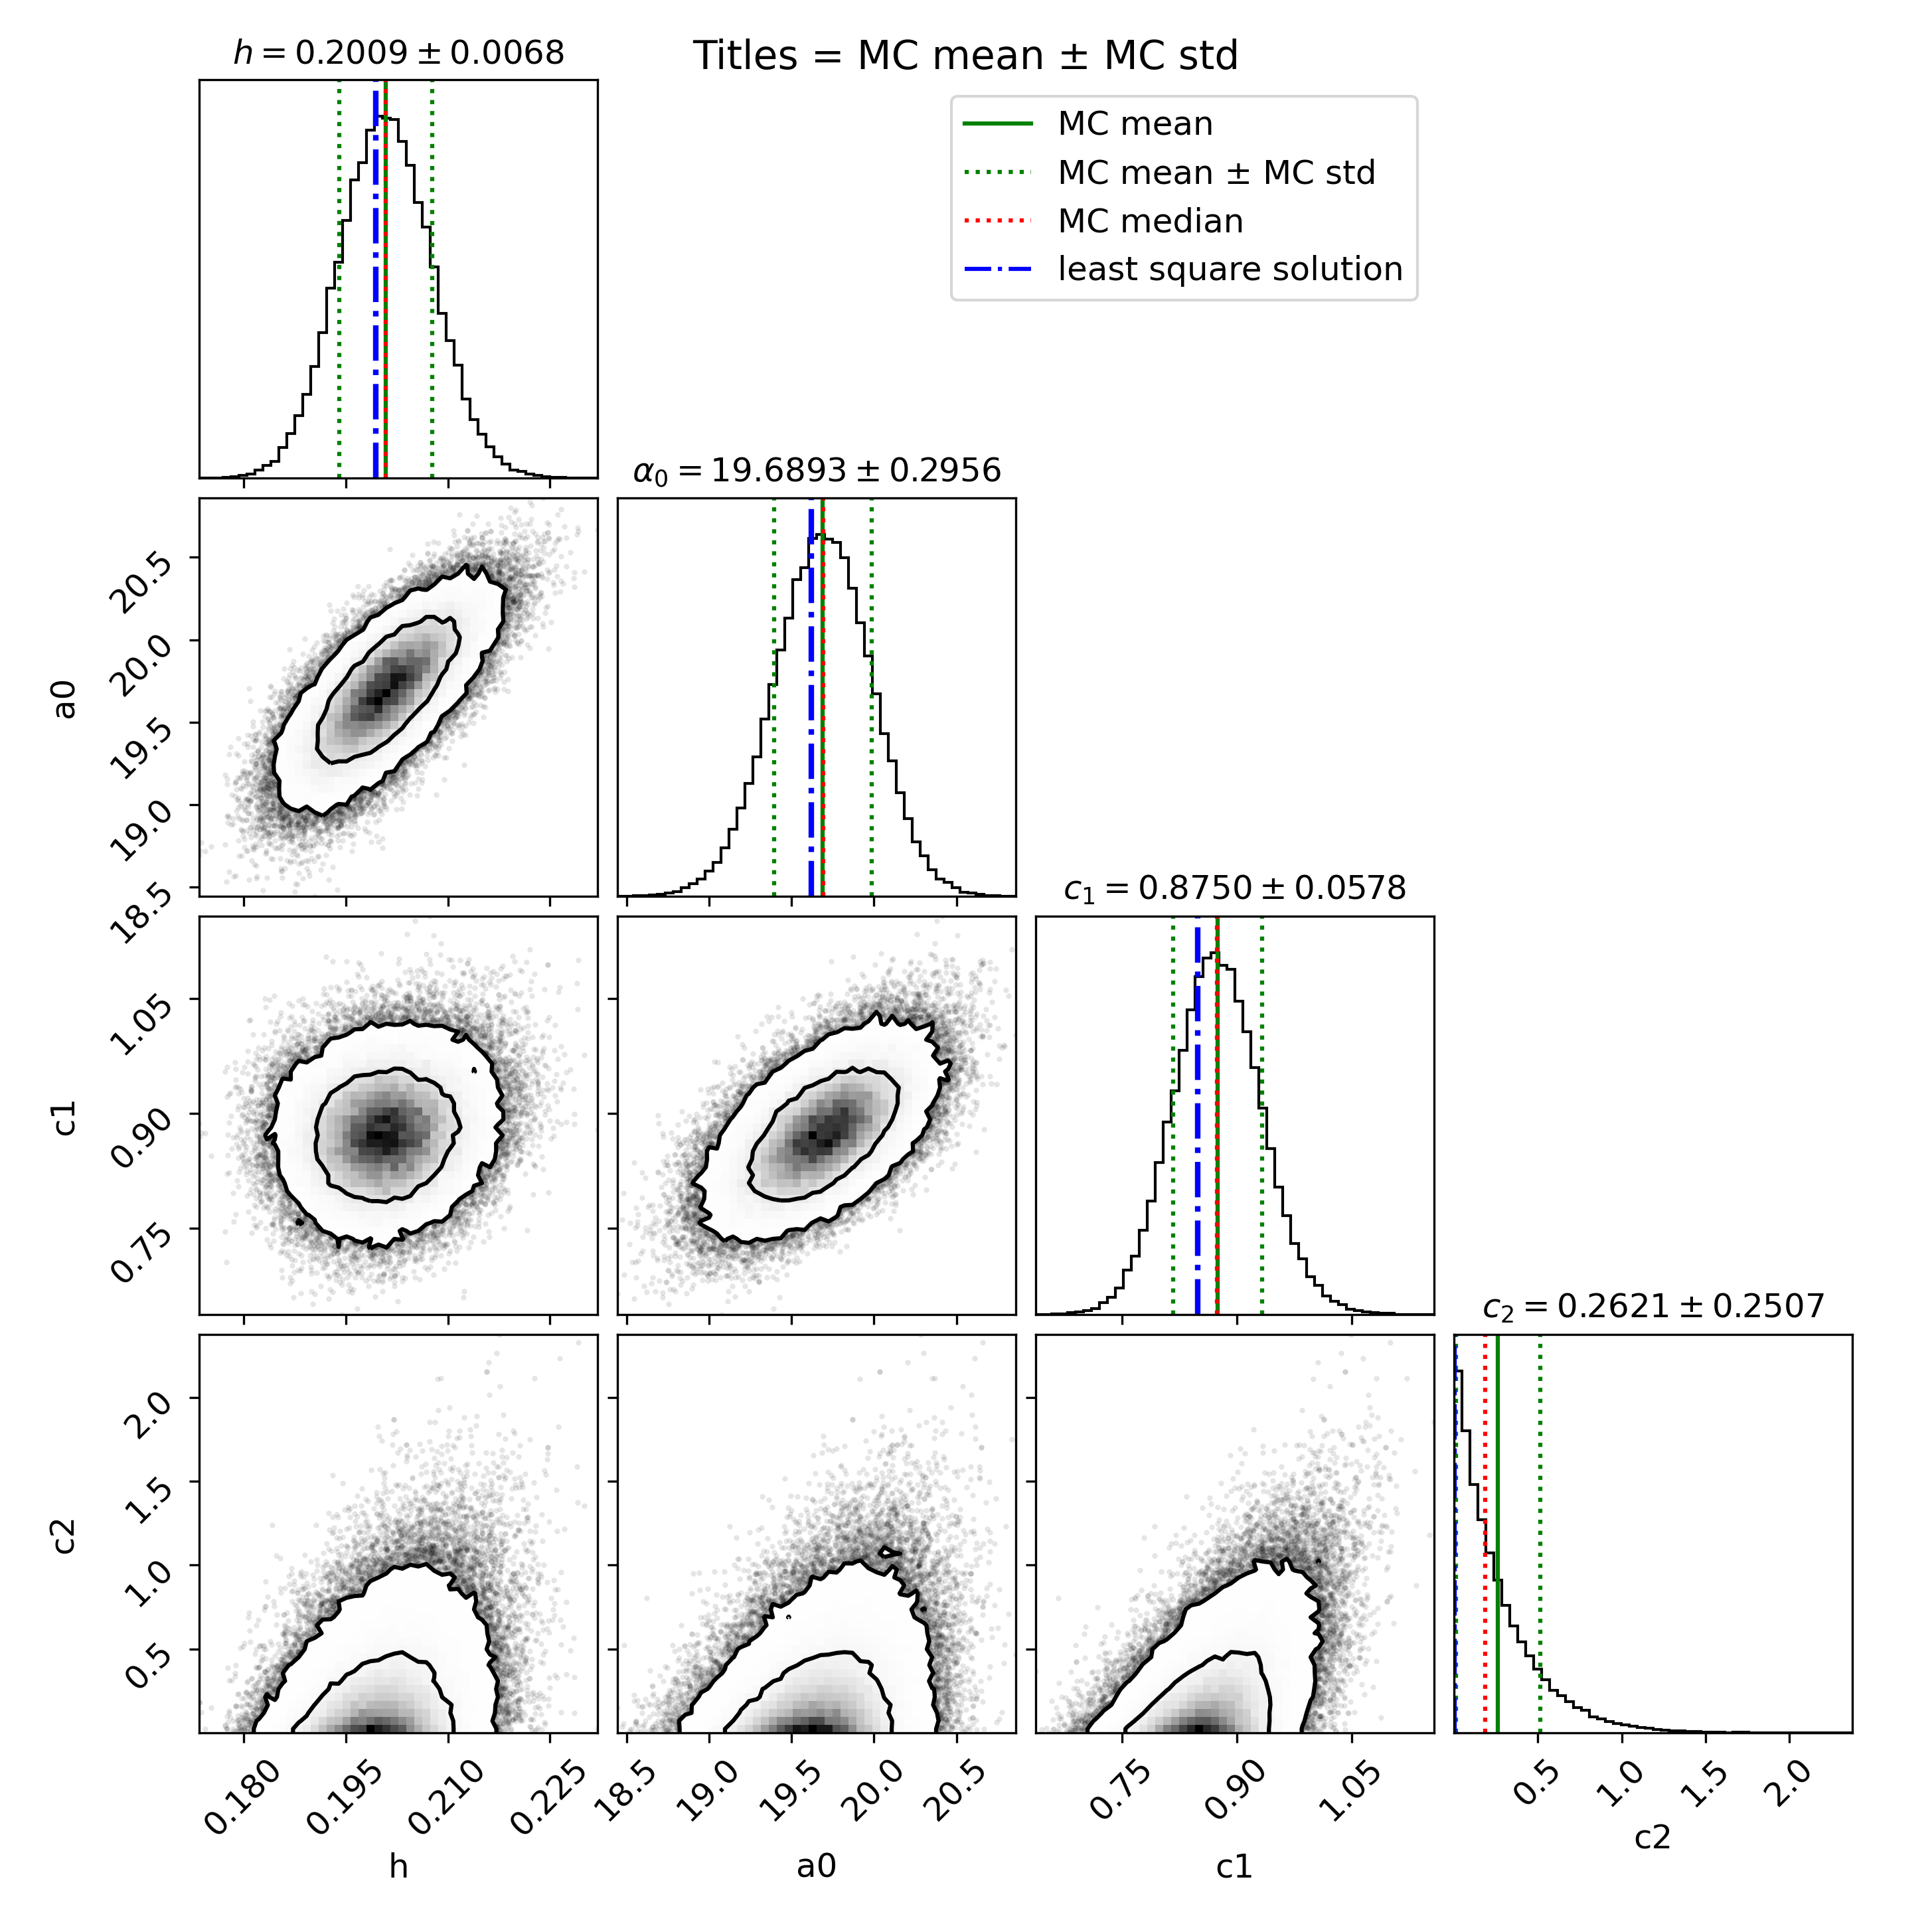 h = 0.2009 ± 0.0068
Titles = MC mean ± MC std
MC mean
MC mean ± MC std
MC median
least square solution
α₀ = 19.6893 ± 0.2956
20.5
20.0
19.5
19.0
18.5
a0
c₁ = 0.8750 ± 0.0578
1.05
0.90
0.75
c1
c₂ = 0.2621 ± 0.2507
2.0
1.5
1.0
0.5
c2
0.180 0.195 0.210 0.225
18.5 19.0 19.5 20.0 20.5
0.75 0.90 1.05
0.5 1.0 1.5 2.0
h
a0
c1
c2